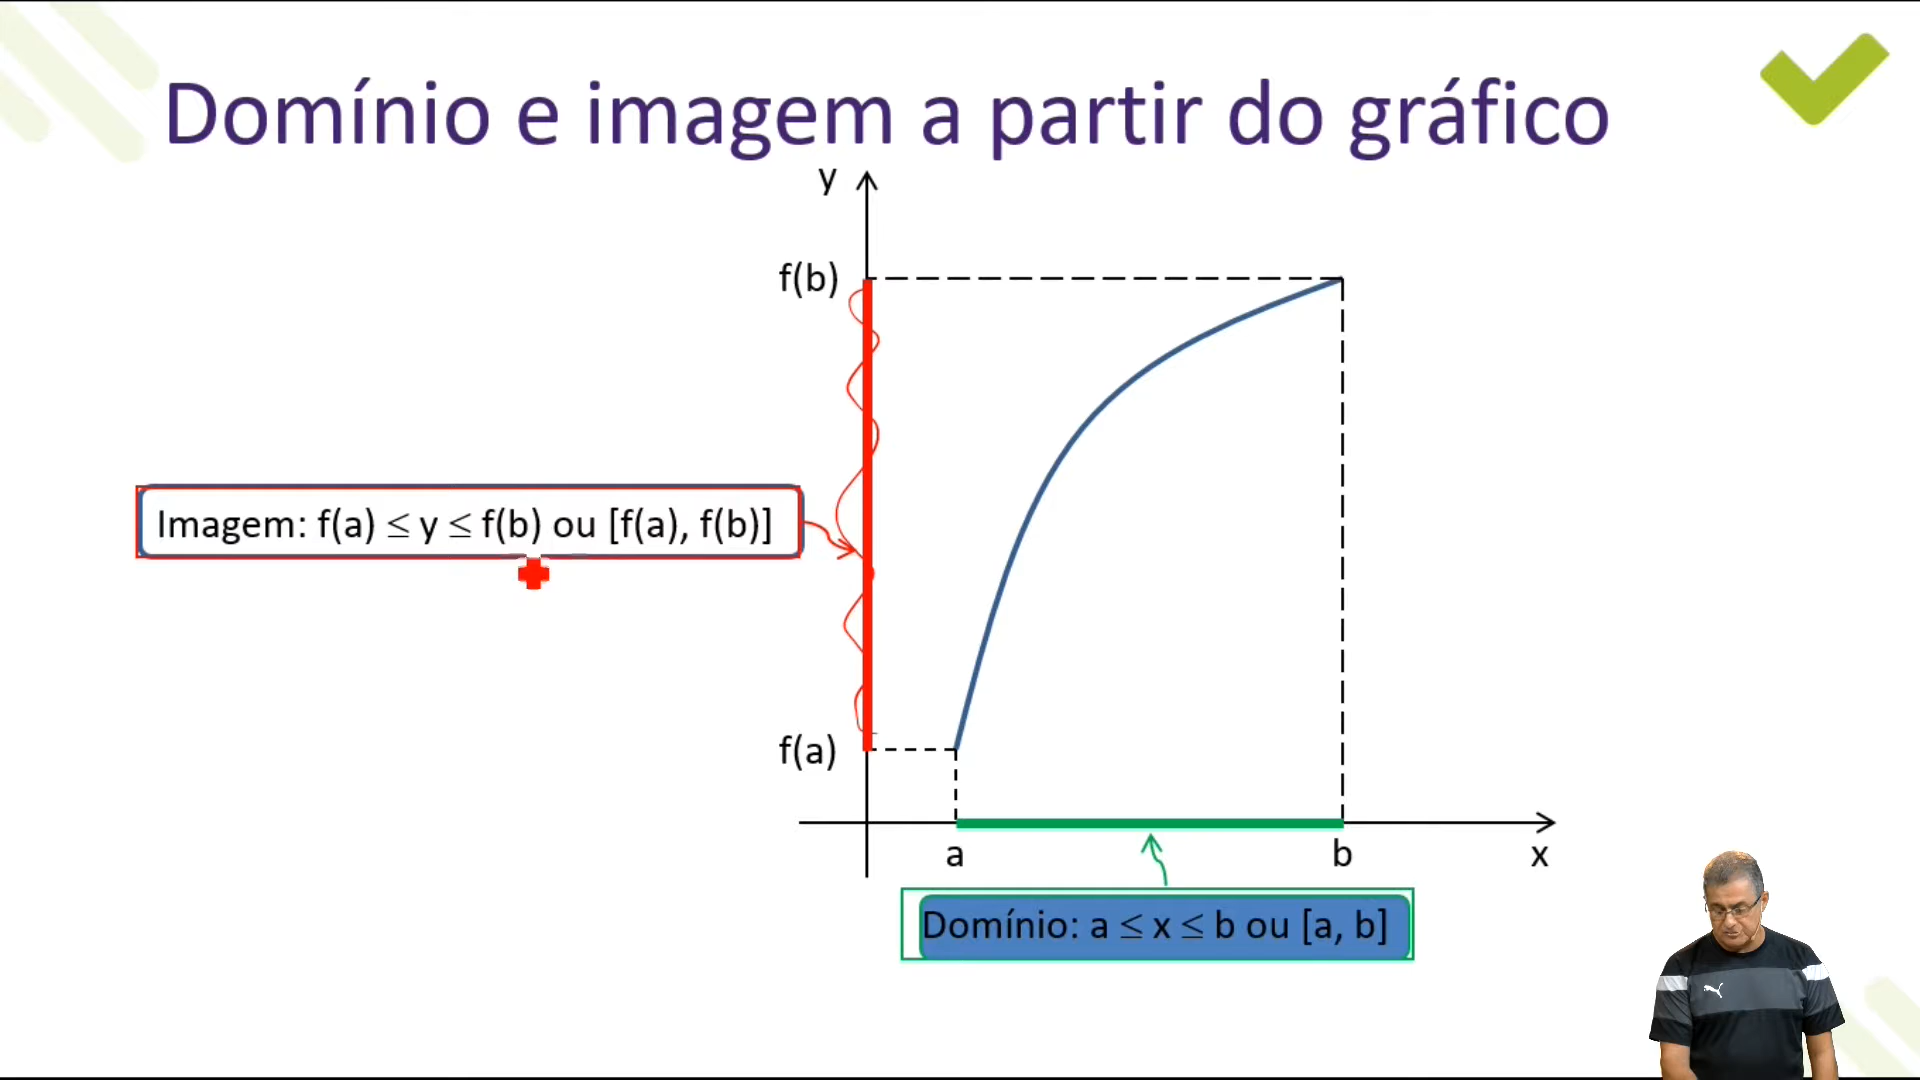 Domínio e imagem a partir do gráfico
y
f(b)
Imagem: f(a) ≤ y ≤ f(b) ou [f(a), f(b)]
f(a)
a
b
x
Domínio: a ≤ x ≤ b ou [a, b]